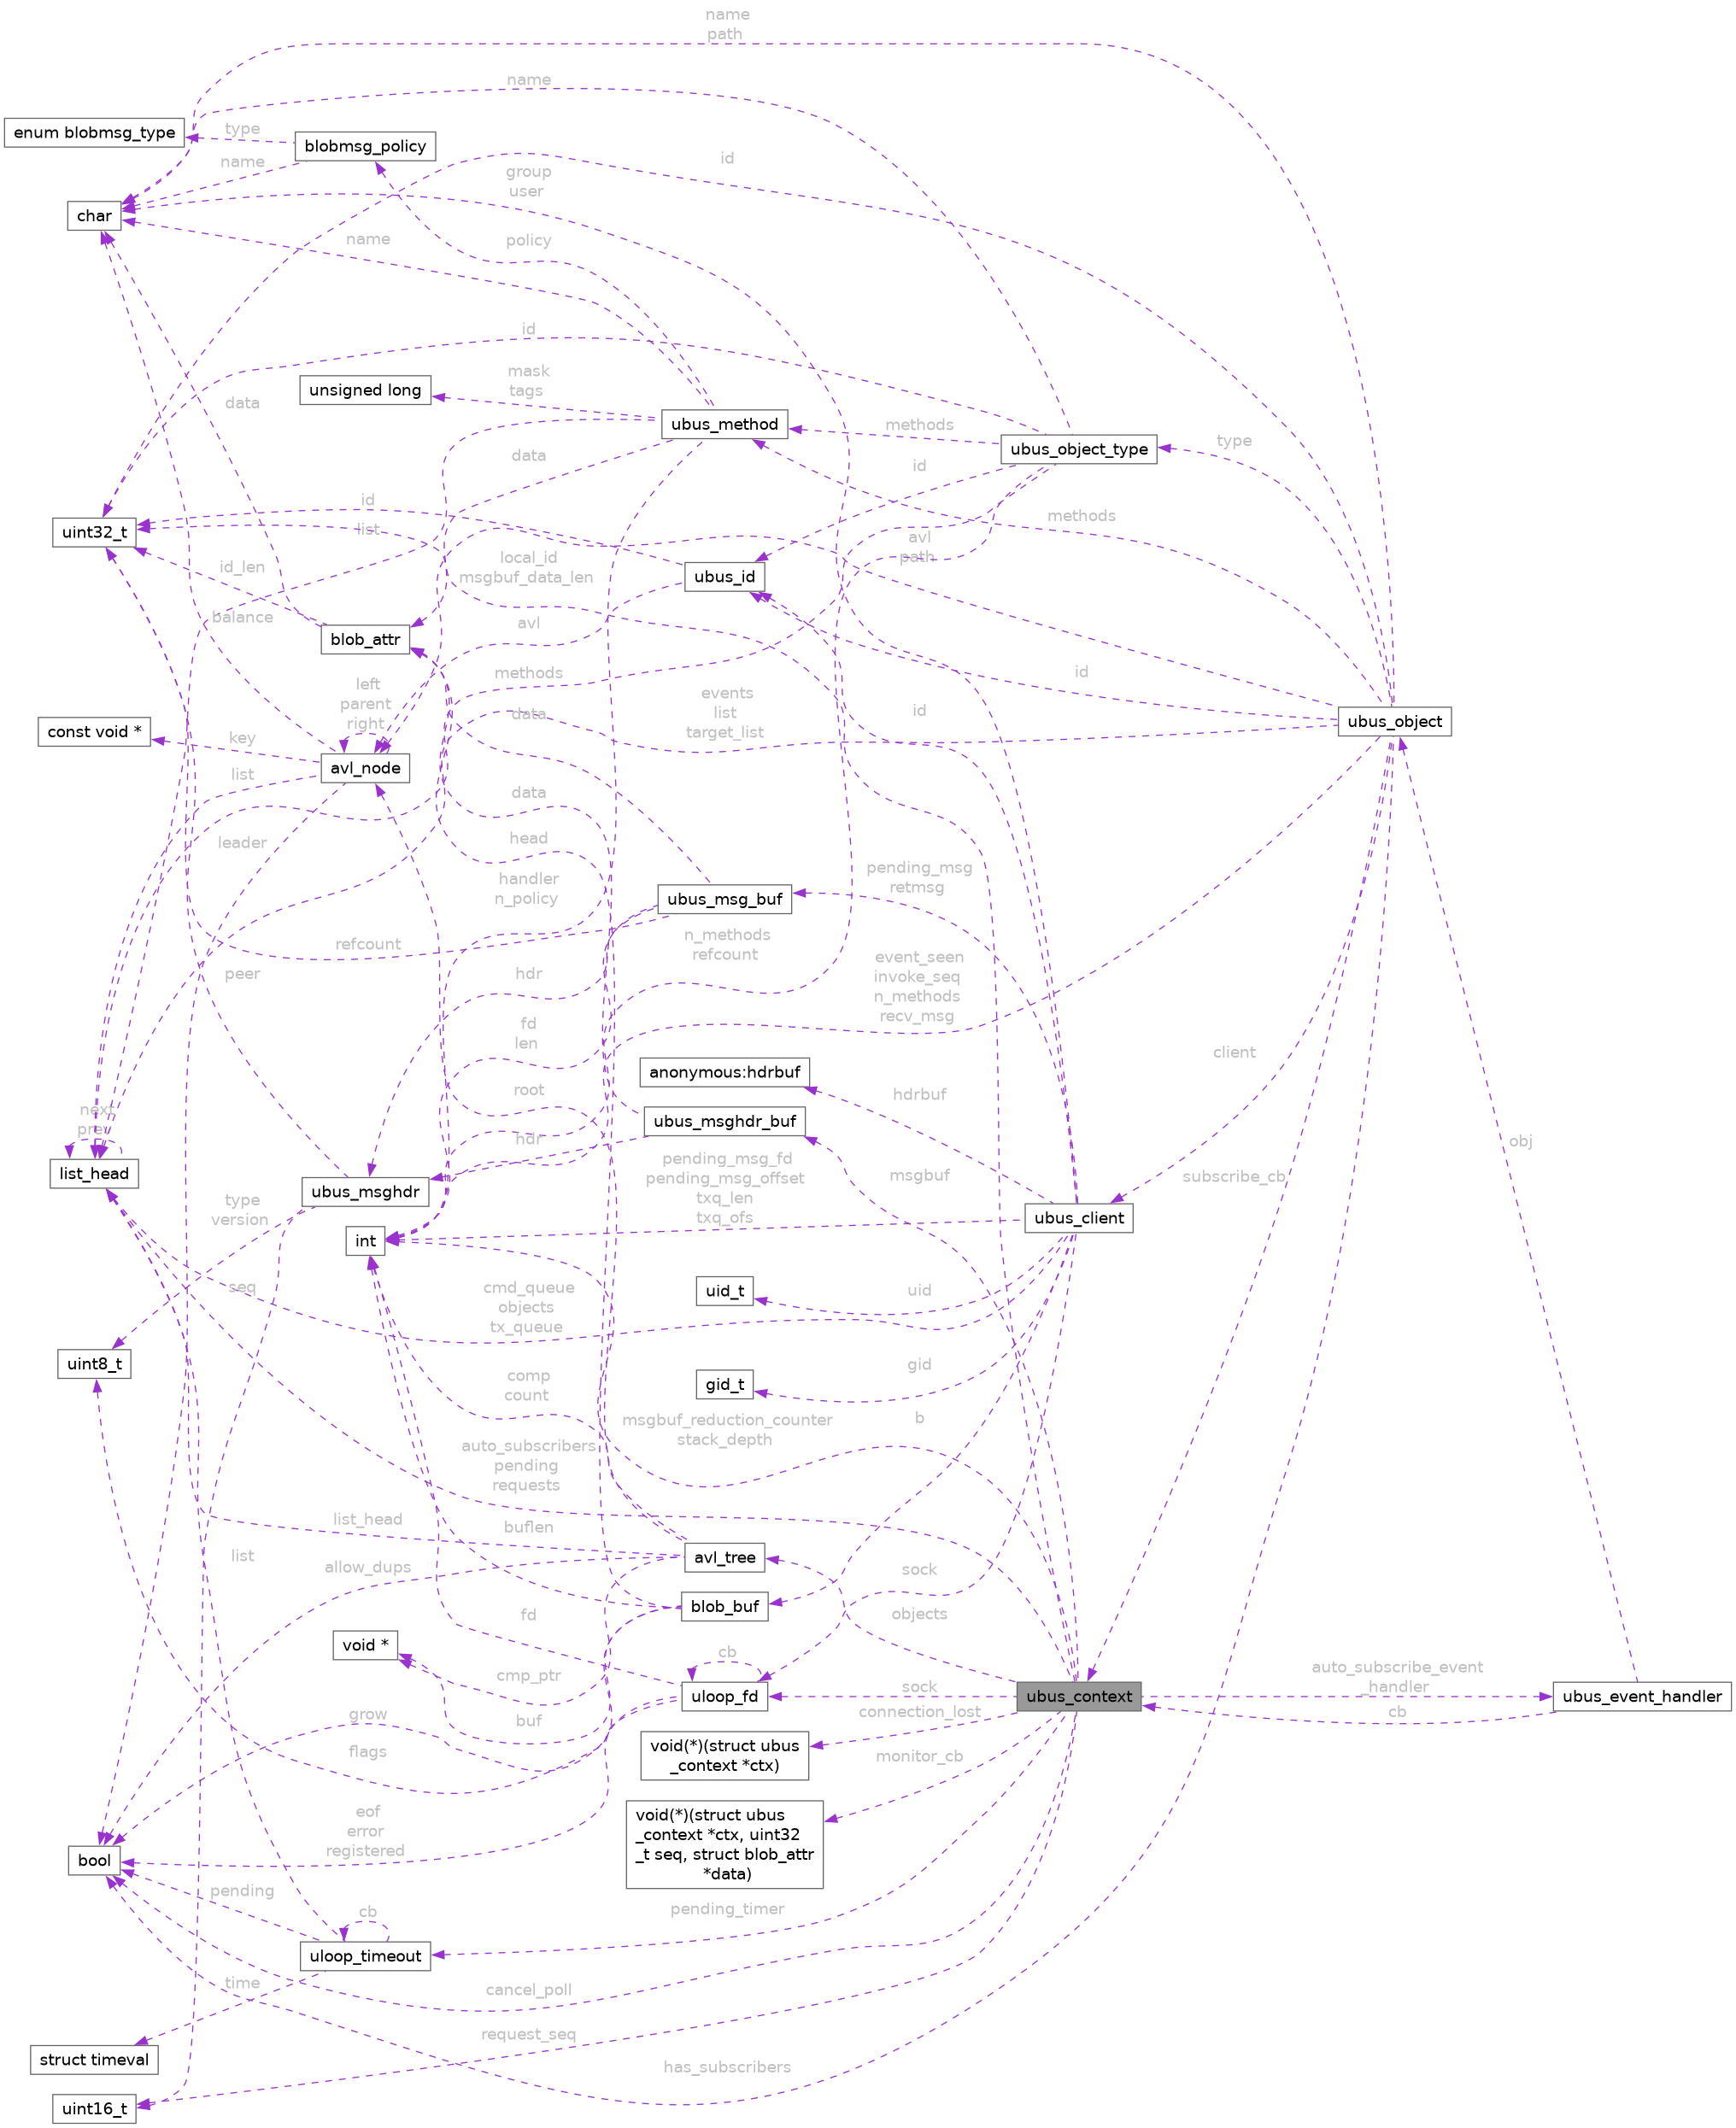 name
path
name
enum blobmsg_type
type
blobmsg_policy
name
id
group
user
char
name
policy
id
mask
tags
unsigned long
ubus_method
methods
ubus_object_type
type
data
data
id
id
list
uint32_t
methods
avl
path
local_id
msgbuf_data_len
id_len
ubus_id
balance
blob_attr
avl
methods
id
left
parent
right
events
list
target_list
id
data
ubus_object
const void *
key
avl_node
list
data
leader
head
handler
n_policy
pending_msg
retmsg
ubus_msg_buf
refcount
n_methods
refcount
peer
hdr
event_seen
invoke_seq
n_methods
recv_msg
fd
len
client
anonymous:hdrbuf
hdrbuf
root
next
prev
ubus_msghdr_buf
hdr
obj
list_head
ubus_msghdr
pending_msg_fd
pending_msg_offset
txq_len
txq_ofs
msgbuf
subscribe_cb
type
version
ubus_client
int
seq
cmd_queue
objects
tx_queue
uid_t
uid
uint8_t
comp
count
gid_t
gid
msgbuf_reduction_counter
stack_depth
b
auto_subscribers
pending
requests
list_head
buflen
list
allow_dups
avl_tree
sock
blob_buf
objects
void *
cmp_ptr
fd
cb
grow
buf
uloop_fd
sock
ubus_context
auto_subscribe_event
_handler
ubus_event_handler
cb
connection_lost
flags
void(*)(struct ubus
_context *ctx)
monitor_cb
eof
error
registered
void(*)(struct ubus
_context *ctx, uint32
_t seq, struct blob_attr
*data)
bool
pending
cb
pending_timer
uloop_timeout
time
cancel_poll
request_seq
struct timeval
has_subscribers
uint16_t